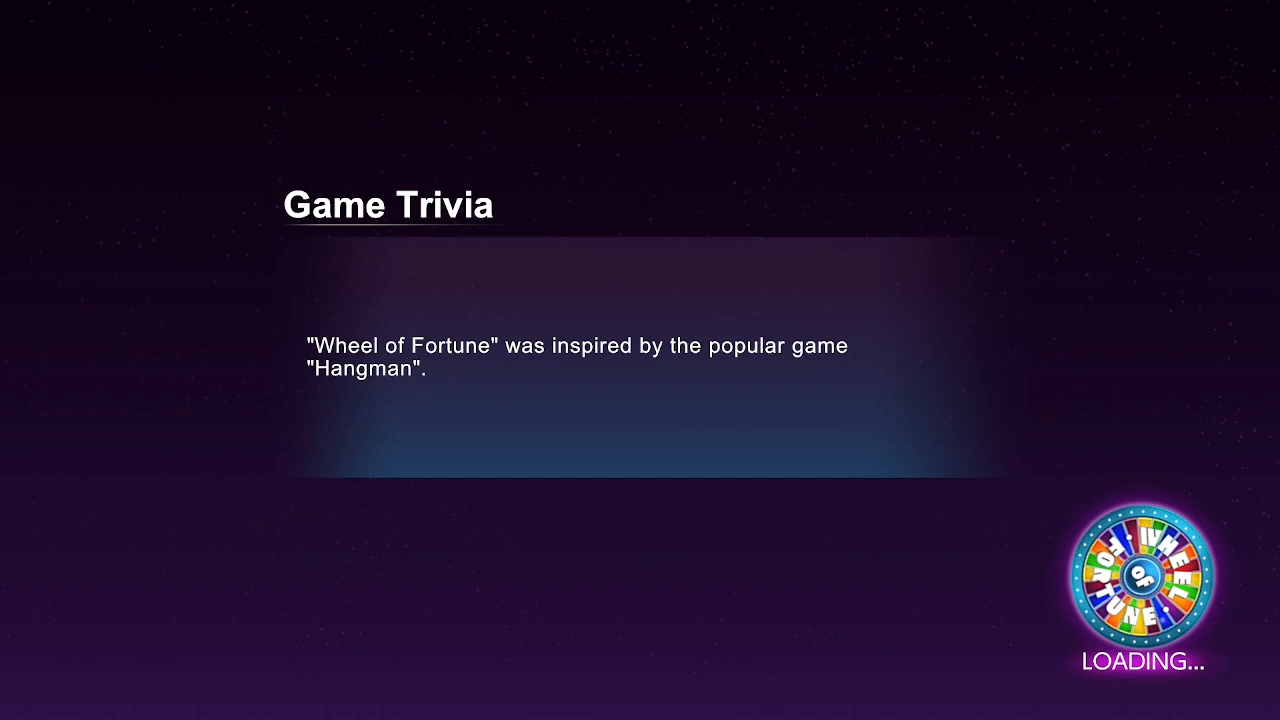 Game Trivia
"Wheel of Fortune" was inspired by the popular game
"Hangman".
WHEEL
OF
FORTUNE
LOADING...